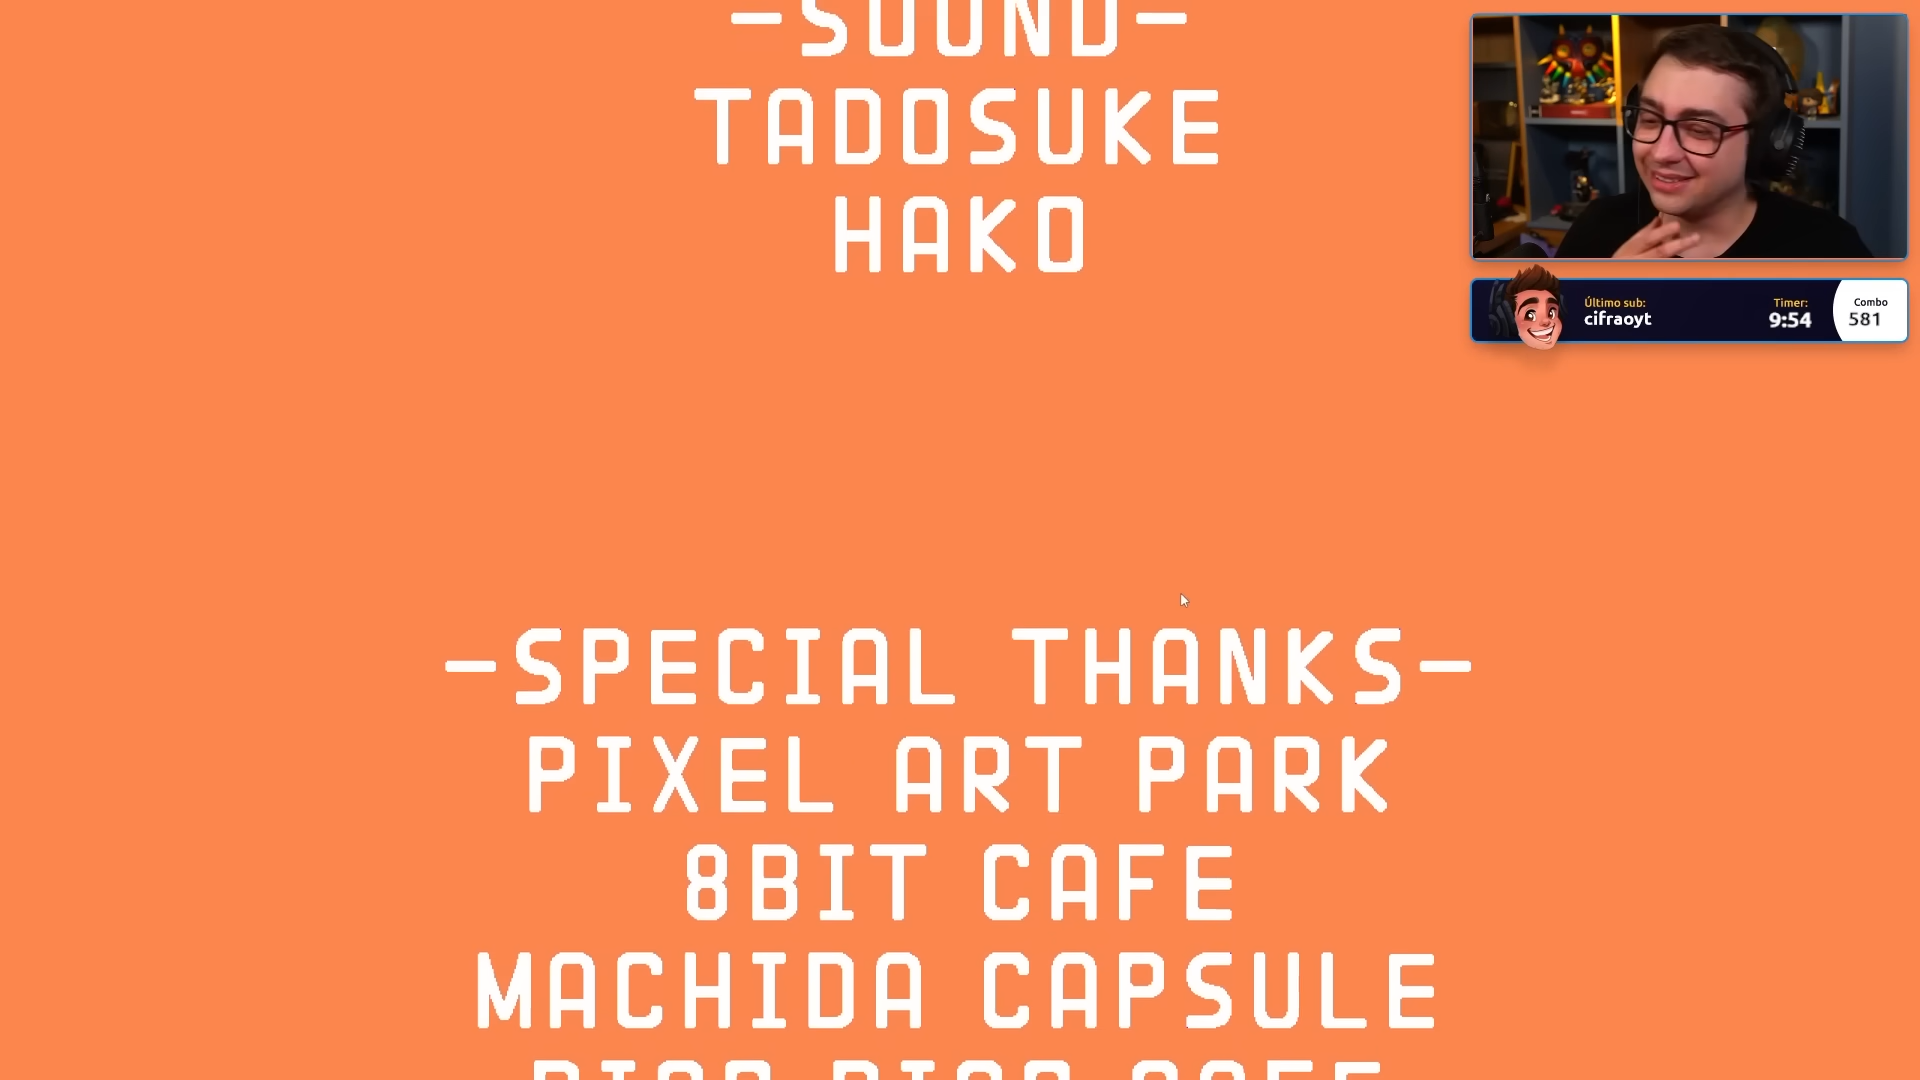 -SOUND-
TADOSUKE
HAKO
-SPECIAL THANKS-
PIXEL ART PARK
8BIT CAFE
MACHIDA CAPSULE
Último sub:
cifraoyt
Timer:
9:54
Combo
581